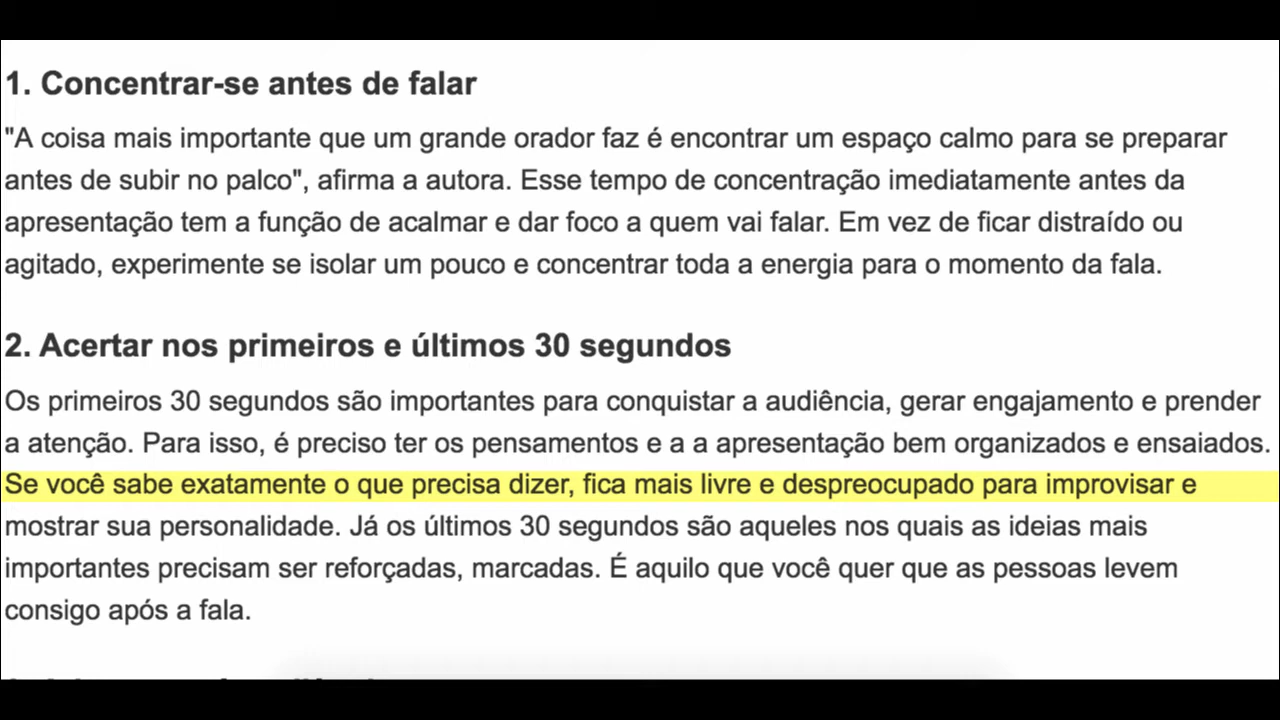 1. Concentrar-se antes de falar
"A coisa mais importante que um grande orador faz é encontrar um espaço calmo para se preparar
antes de subir no palco", afirma a autora. Esse tempo de concentração imediatamente antes da
apresentação tem a função de acalmar e dar foco a quem vai falar. Em vez de ficar distraído ou
agitado, experimente se isolar um pouco e concentrar toda a energia para o momento da fala.
2. Acertar nos primeiros e últimos 30 segundos
Os primeiros 30 segundos são importantes para conquistar a audiência, gerar engajamento e prender
a atenção. Para isso, é preciso ter os pensamentos e a a apresentação bem organizados e ensaiados.
Se você sabe exatamente o que precisa dizer, fica mais livre e despreocupado para improvisar e
mostrar sua personalidade. Já os últimos 30 segundos são aqueles nos quais as ideias mais
importantes precisam ser reforçadas, marcadas. É aquilo que você quer que as pessoas levem
consigo após a fala.